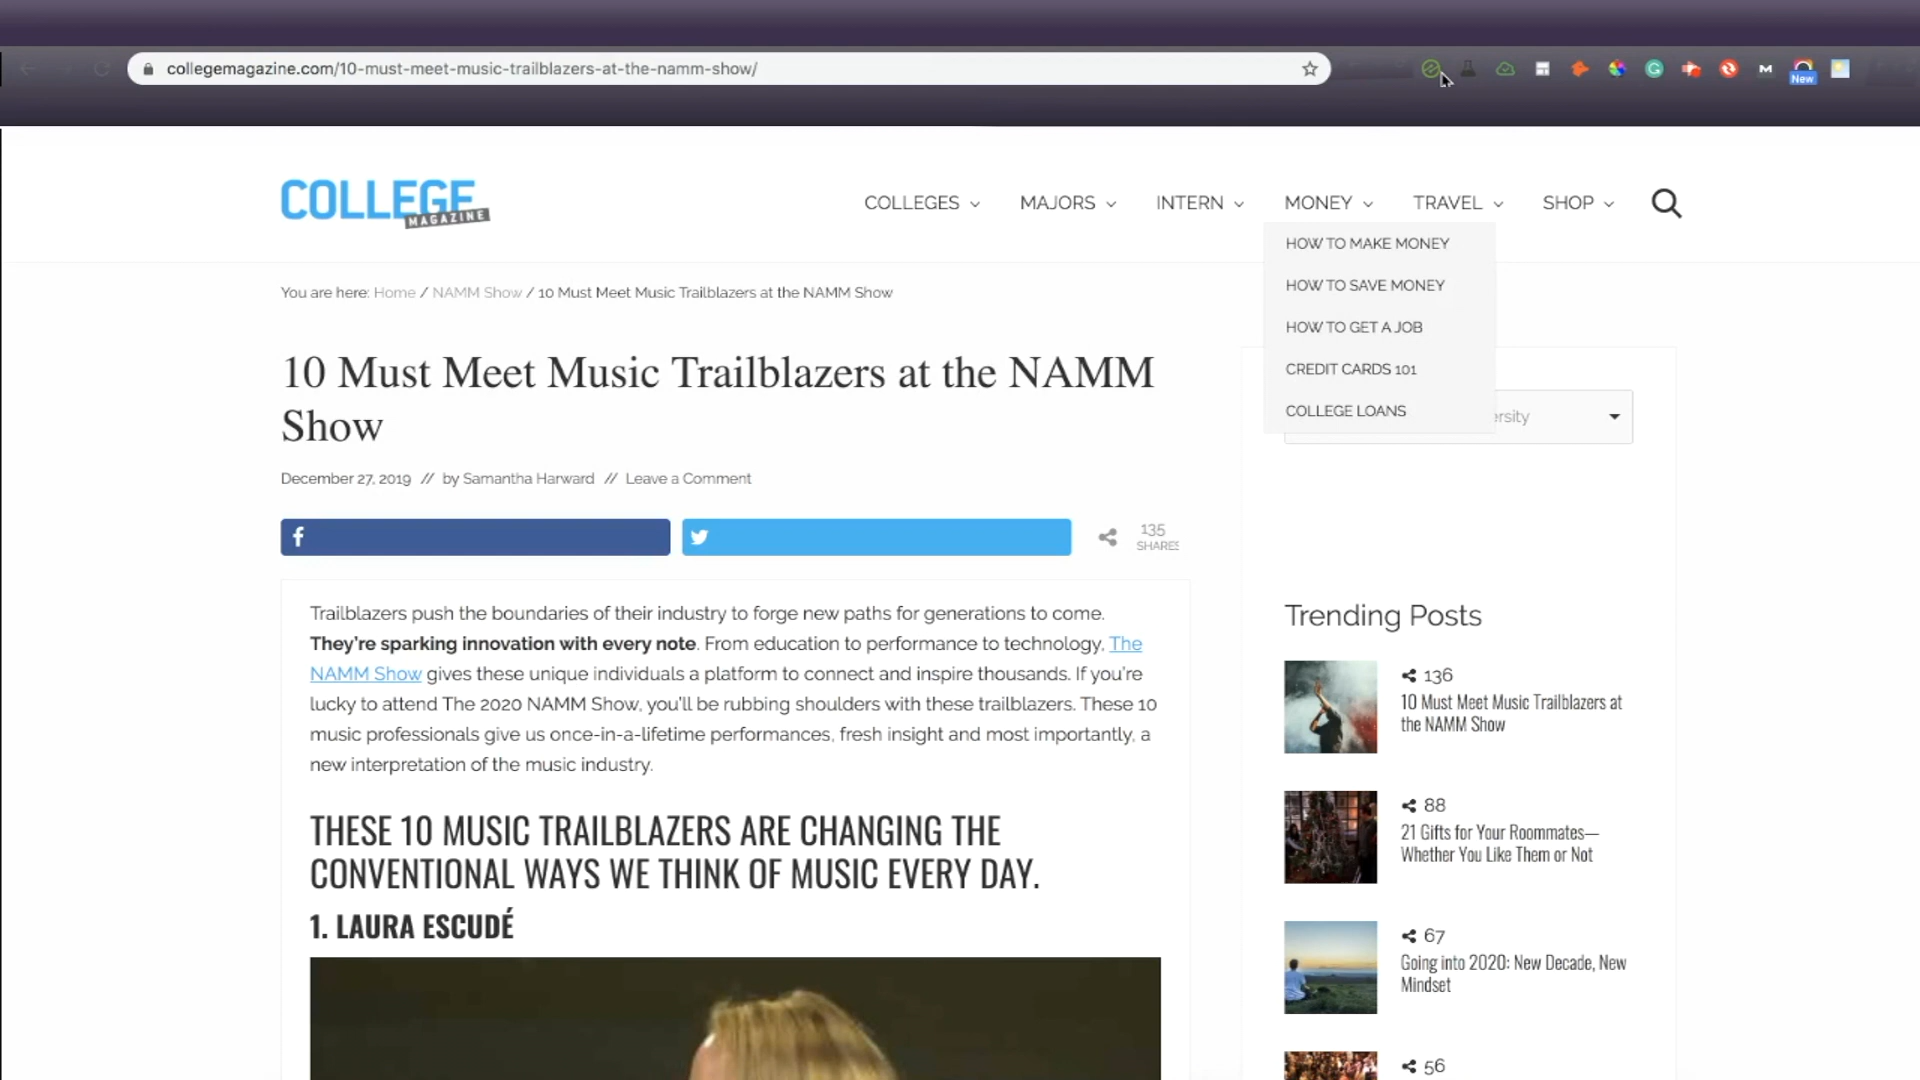 collegemagazine.com/10-must-meet-music-trailblazers-at-the-namm-show/
New
COLLEGE
MAGAZINE
COLLEGES
MAJORS
INTERN
MONEY
TRAVEL
SHOP
HOW TO MAKE MONEY
HOW TO SAVE MONEY
HOW TO GET A JOB
CREDIT CARDS 101
COLLEGE LOANS
You are here: Home / NAMM Show / 10 Must Meet Music Trailblazers at the NAMM Show
10 Must Meet Music Trailblazers at the NAMM
Show
December 27, 2019 // by Samantha Harward // Leave a Comment
135
SHARES
Trailblazers push the boundaries of their industry to forge new paths for generations to come.
They're sparking innovation with every note. From education to performance to technology, The
NAMM Show gives these unique individuals a platform to connect and inspire thousands. If you're
lucky to attend The 2020 NAMM Show, you'll be rubbing shoulders with these trailblazers. These 10
music professionals give us once-in-a-lifetime performances, fresh insight and most importantly, a
new interpretation of the music industry.
THESE 10 MUSIC TRAILBLAZERS ARE CHANGING THE
CONVENTIONAL WAYS WE THINK OF MUSIC EVERY DAY.
1. LAURA ESCUDÉ
ersity
Trending Posts
136
10 Must Meet Music Trailblazers at
the NAMM Show
88
21 Gifts for Your Roommates—
Whether You Like Them or Not
67
Going into 2020: New Decade, New
Mindset
56